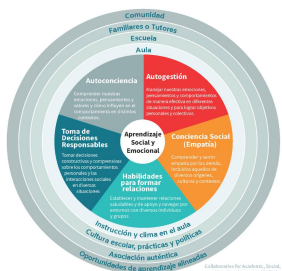 Comunidad
Familiares o Tutores
Escuela
Aula
Autoconciencia
Comprender nuestras
emociones,
pensamientos y
valores y
cómo influyen en el
comportamiento en
distintos
contextos.
Autogestión
Manejar nuestras emociones,
pensamientos y comportamientos
de manera efectiva en diferentes
situaciones y para lograr objetivos
personales y colectivos.
Toma de
Decisiones
Responsables
Tomar decisiones
constructivas y comprensivas
sobre los comportamientos
personales y las
interacciones sociales
en diversas
situaciones
Aprendizaje
Social y
Emocional
Conciencia Social
(Empatía)
Comprender y sentir
empatía por los demás,
incluidos aquellos de
diversos orígenes,
culturas y contextos
Habilidades
para formar
relaciones
Establecer y mantener relaciones
saludables y de apoyo y navegar por
entornos con diversos individuos
y grupos
Instrucción y clima en el aula
Cultura escolar, prácticas y políticas
Asociación auténtica
Oportunidades de aprendizaje alineadas
Collaborative for Academic, Social,